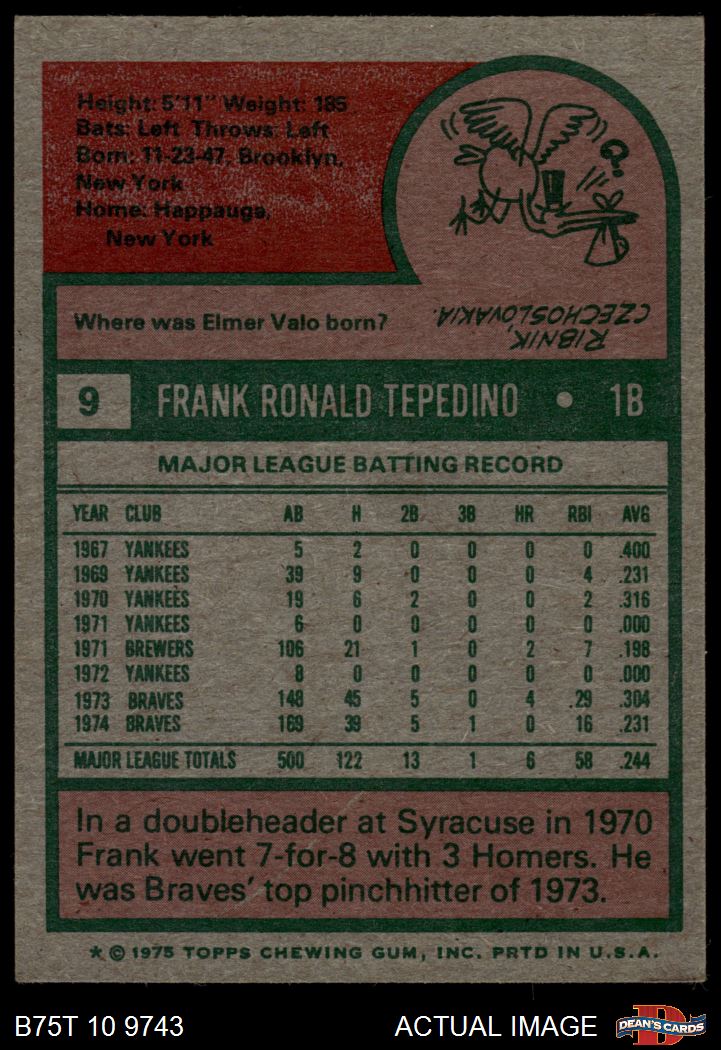 Height: 5'11" Weight: 185
Bats: Left Throws: Left
Born: 11-23-47, Brooklyn,
New York
Home: Happauge,
New York
?
Where was Elmer Valo born?
RIBNIK,
CZECHOSLOVAKIA.
9 FRANK RONALD TEPEDINO • 1B
MAJOR LEAGUE BATTING RECORD
YEAR CLUB AB H 2B 3B HR RBI AVG
1967 YANKEES 5 2 0 0 0 0 .400
1969 YANKEES 39 9 0 0 0 4 .231
1970 YANKEES 19 6 2 0 0 2 .316
1971 YANKEES 6 0 0 0 0 0 .000
1971 BREWERS 106 21 1 0 2 7 .198
1972 YANKEES 8 0 0 0 0 0 .000
1973 BRAVES 148 45 5 0 4 29 .304
1974 BRAVES 169 39 5 1 0 16 .231
MAJOR LEAGUE TOTALS 500 122 13 1 6 58 .244
In a doubleheader at Syracuse in 1970
Frank went 7-for-8 with 3 Homers. He
was Braves' top pinchhitter of 1973.
* © 1975 TOPPS CHEWING GUM, INC. PRTD IN U.S.A.
B75T 10 9743 ACTUAL IMAGE D DEAN'S CARDS